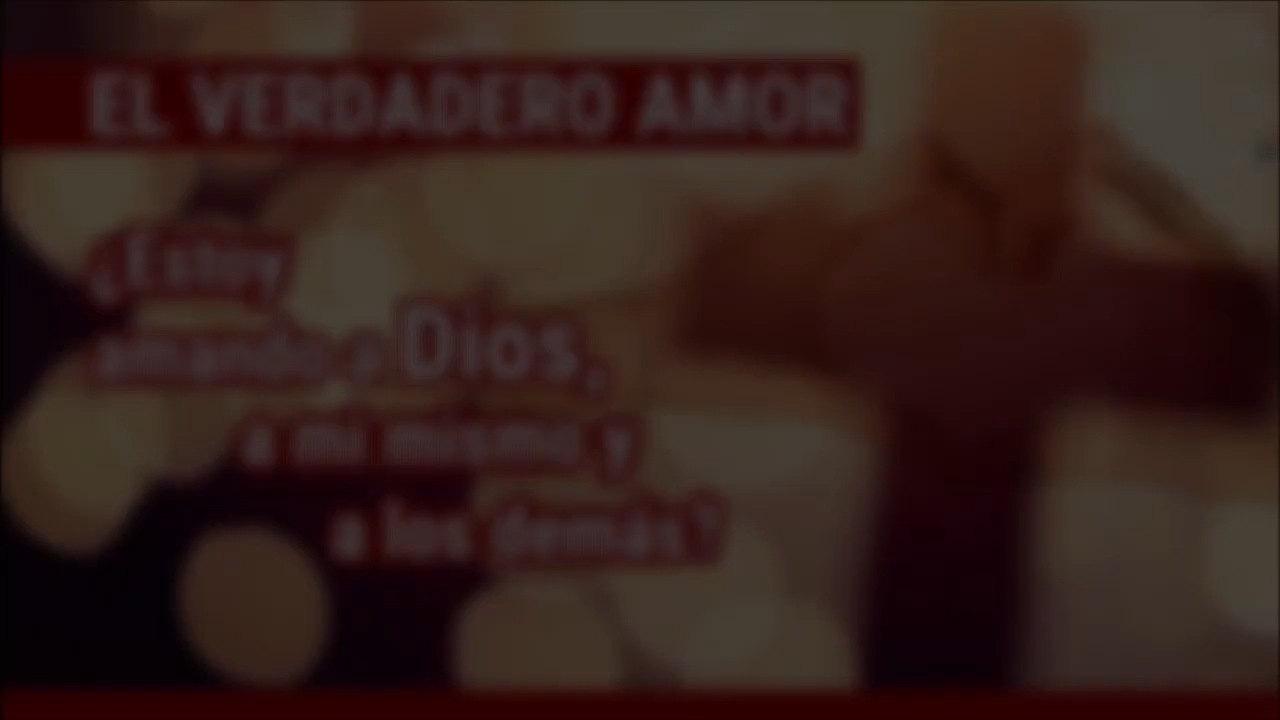 EL VERDADERO AMOR
¿Estoy
amando a Dios,
a mi mismo y
a los demás?